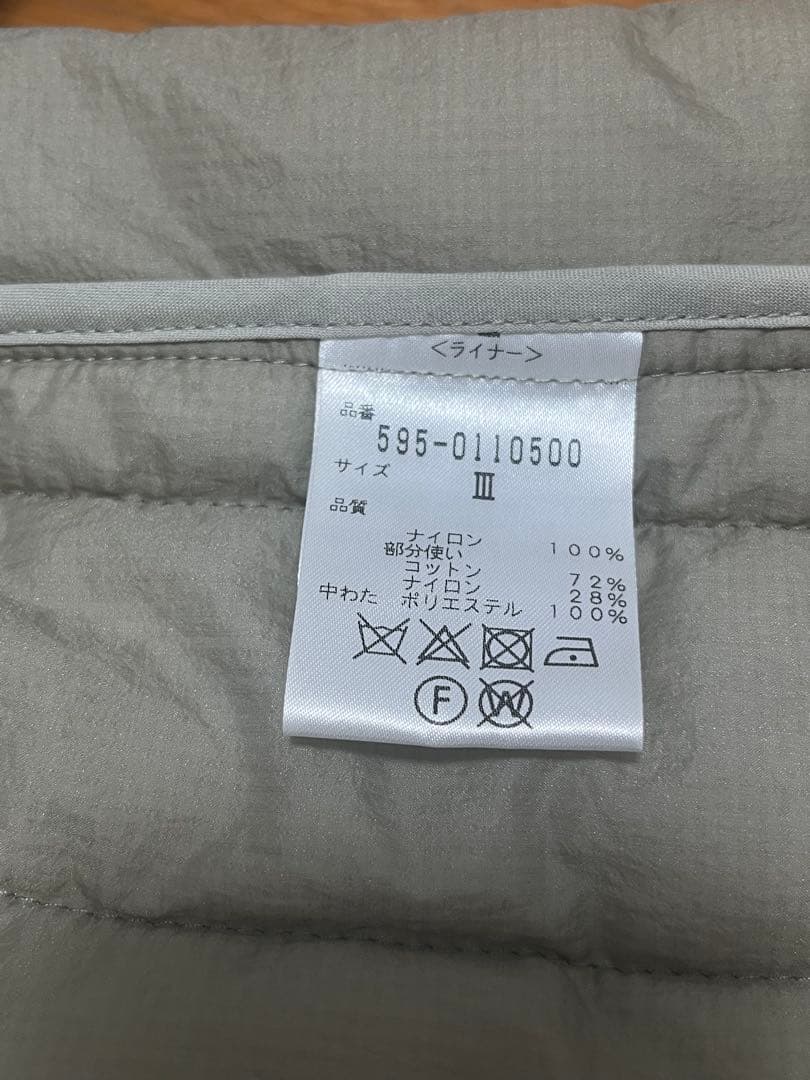 <ライナー>
品番
595-0110500
サイズ
III
品質
ナイロン 100%
部分使い
コットン 72%
ナイロン 28%
中わた ポリエステル 100%
F W